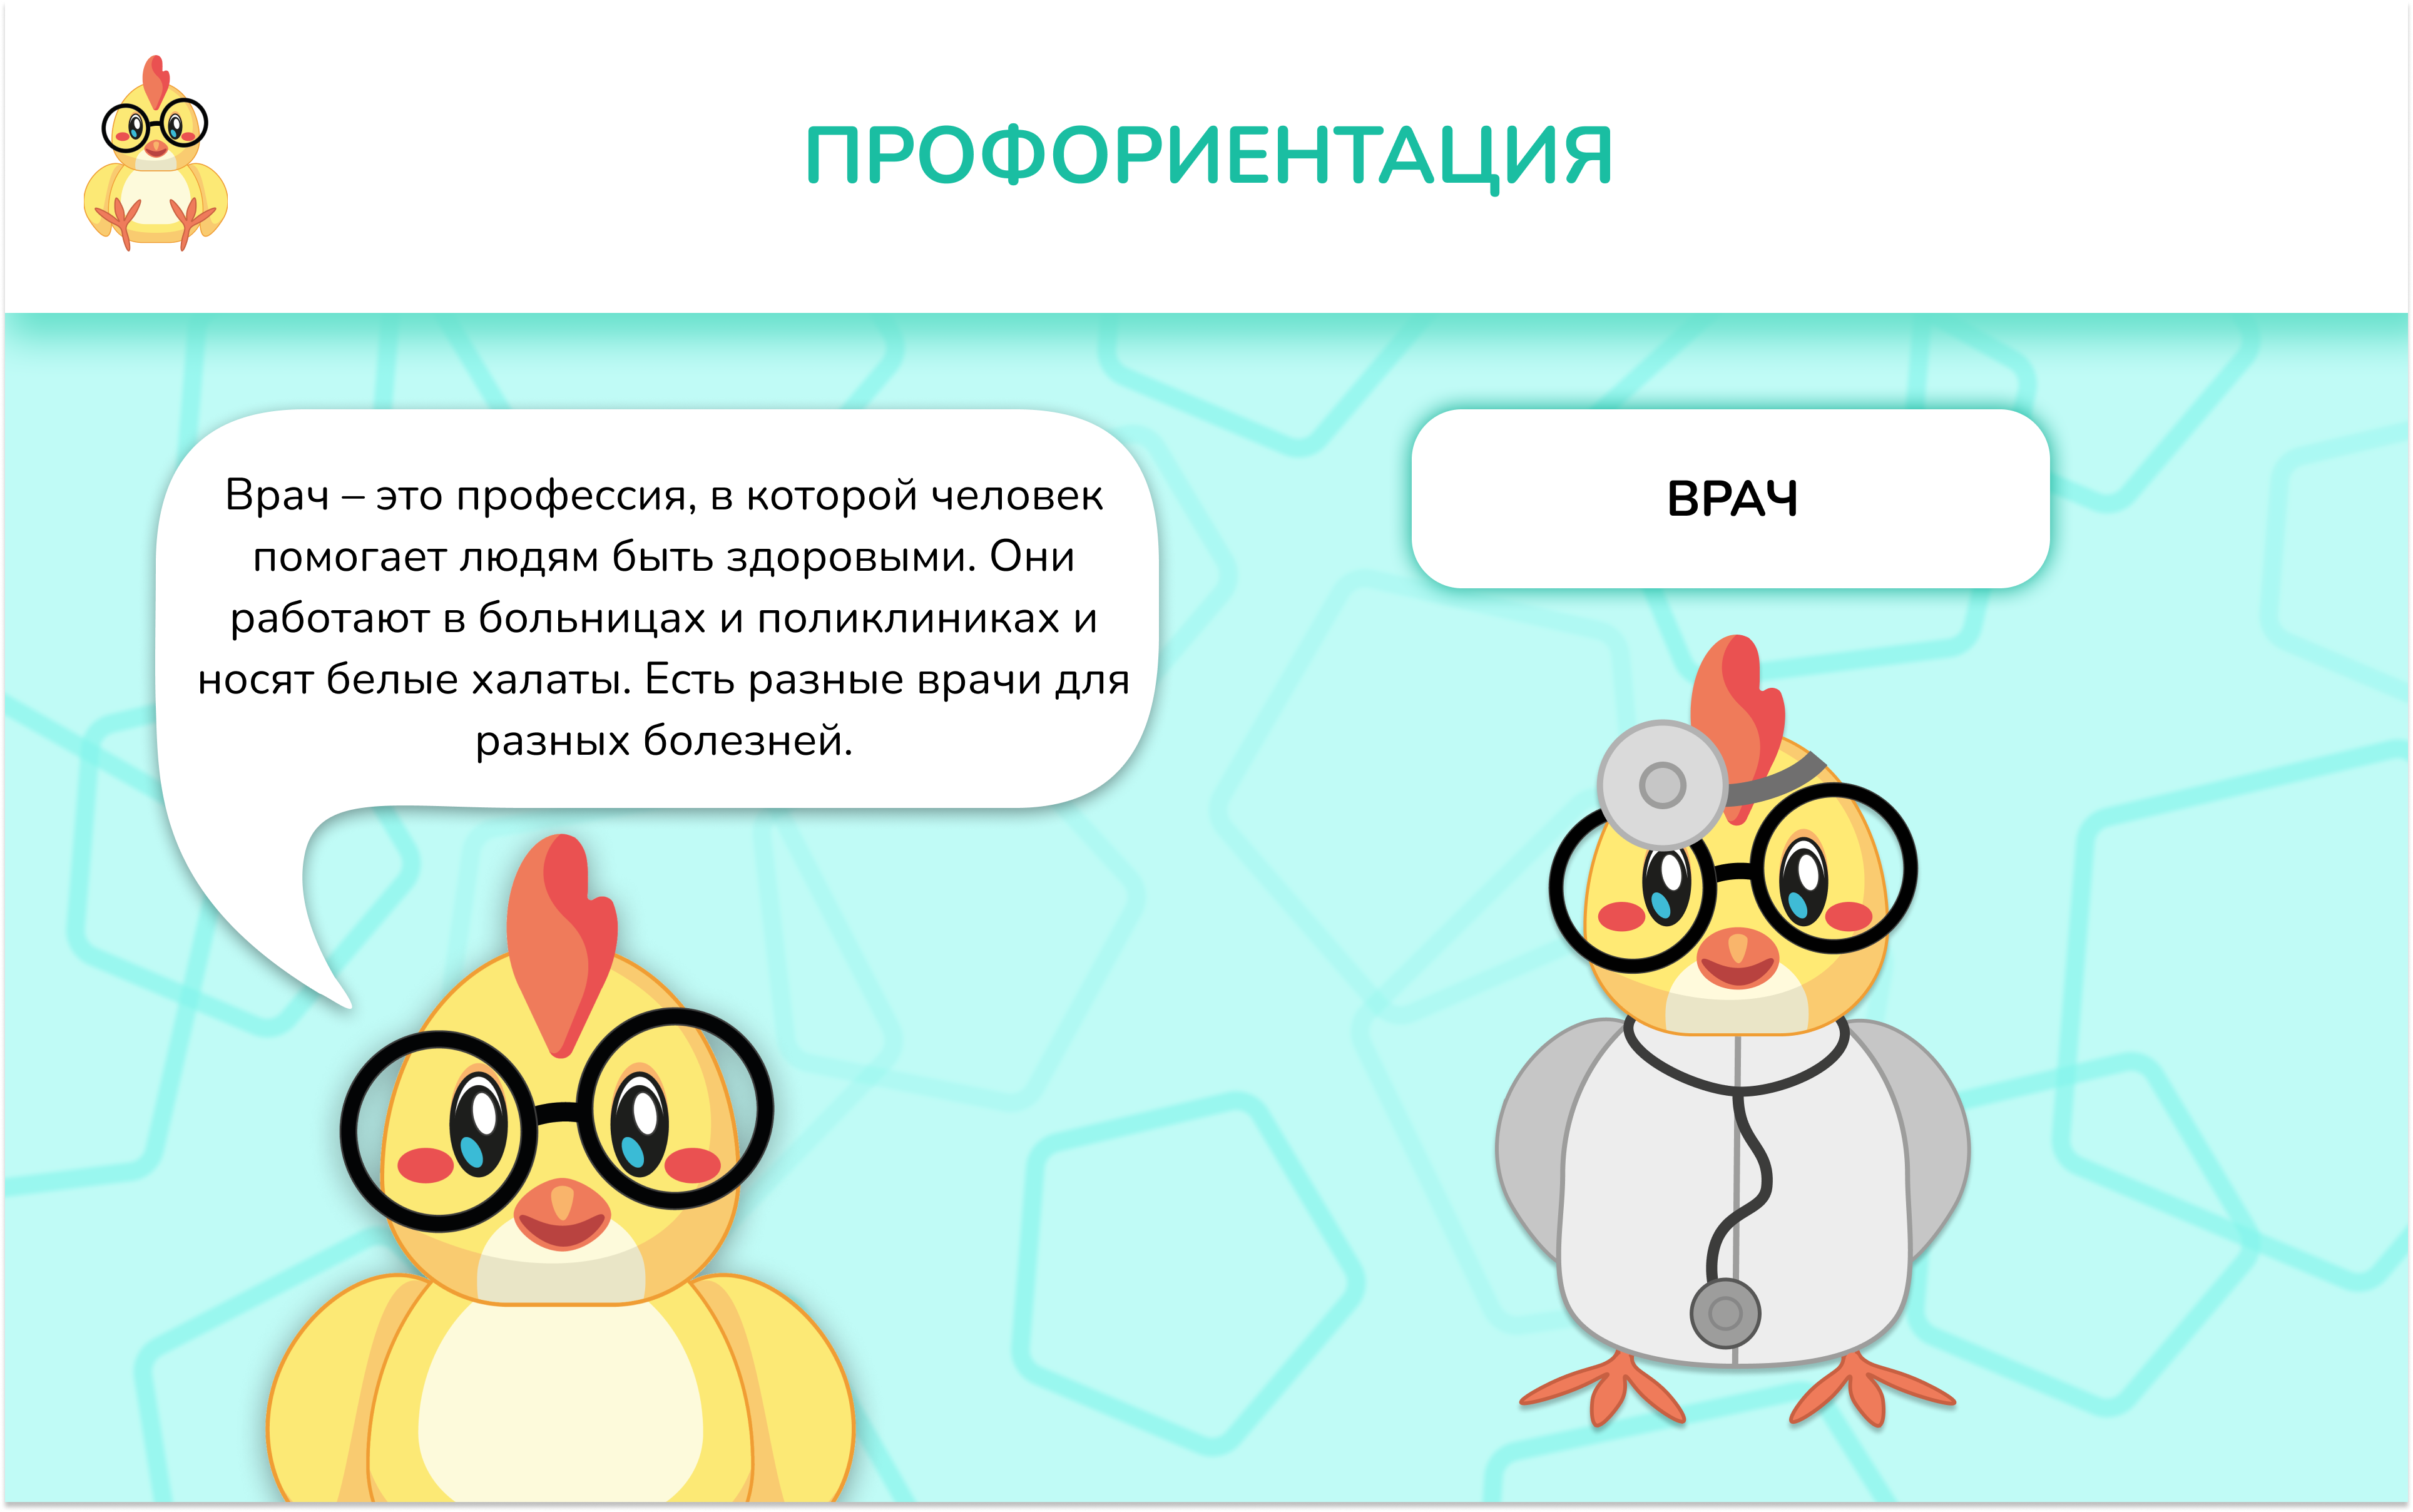 ПРОФОРИЕНТАЦИЯ
Врач – это профессия, в которой человек
помогает людям быть здоровыми. Они
работают в больницах и поликлиниках и
носят белые халаты. Есть разные врачи для
разных болезней.
ВРАЧ